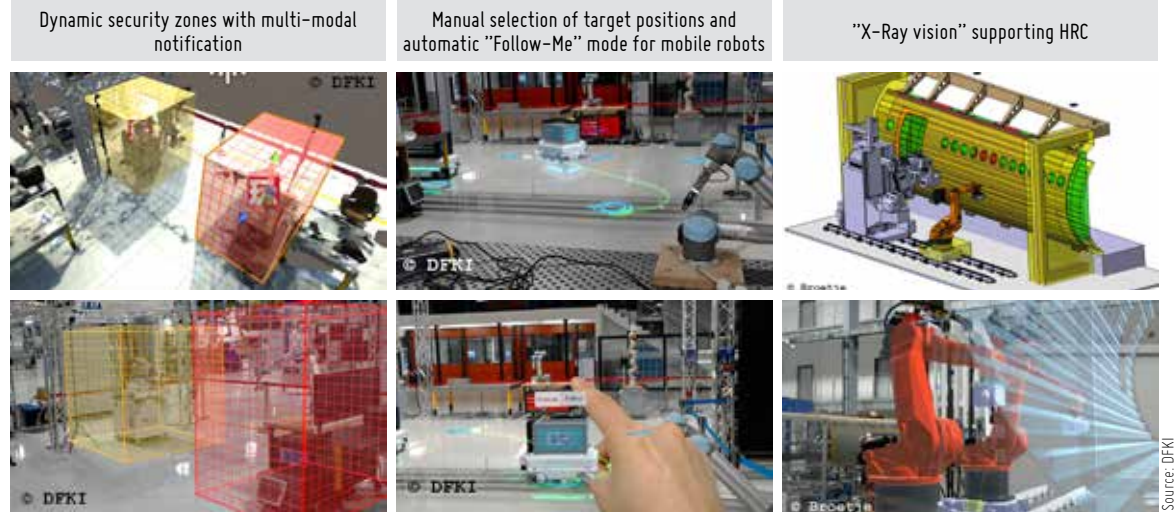 Dynamic security zones with multi-modal
notification
Manual selection of target positions and
automatic ”Follow-Me” mode for mobile robots
”X-Ray vision” supporting HRC
© DFKI
© DFKI
© Broetje
© DFKI
© DFKI
© Broetje
Source: DFKI